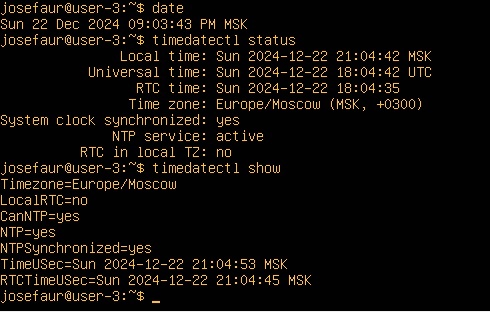 josefaur@user-3:~$ date
Sun 22 Dec 2024 09:03:43 PM MSK
josefaur@user-3:~$ timedatectl status
Local time: Sun 2024-12-22 21:04:42 MSK
Universal time: Sun 2024-12-22 18:04:42 UTC
RTC time: Sun 2024-12-22 18:04:35
Time zone: Europe/Moscow (MSK, +0300)
System clock synchronized: yes
NTP service: active
RTC in local TZ: no
josefaur@user-3:~$ timedatectl show
Timezone=Europe/Moscow
LocalRTC=no
CanNTP=yes
NTP=yes
NTPSynchronized=yes
TimeUSec=Sun 2024-12-22 21:04:53 MSK
RTCTimeUSec=Sun 2024-12-22 21:04:45 MSK
josefaur@user-3:~$ _